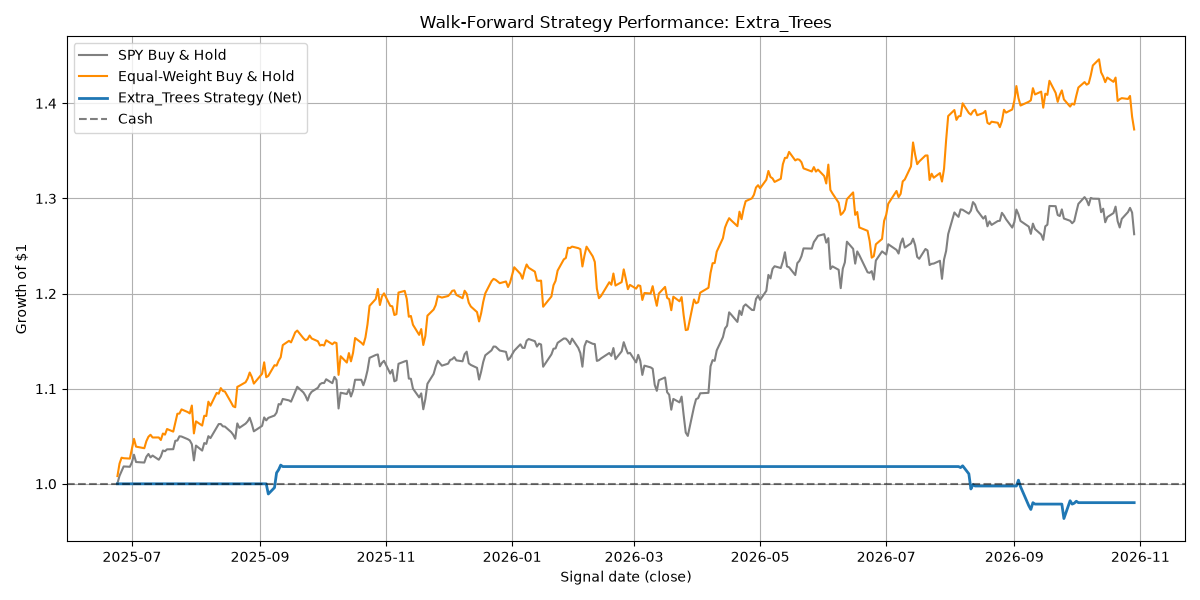 Walk-Forward Strategy Performance: Extra_Trees
SPY Buy & Hold
Equal-Weight Buy & Hold
Extra_Trees Strategy (Net)
Cash
Growth of $1
1.4
1.3
1.2
1.1
1.0
2025-07
2025-09
2025-11
2026-01
2026-03
2026-05
2026-07
2026-09
2026-11
Signal date (close)